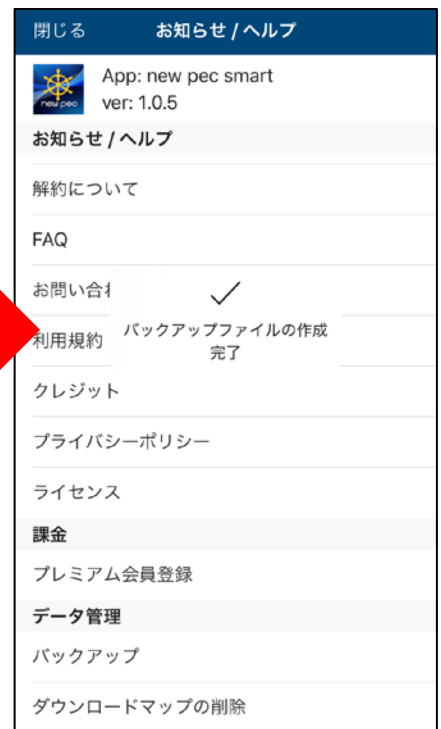 閉じる お知らせ / ヘルプ
App: new pec smart
new pec
ver: 1.0.5
お知らせ / ヘルプ
解約について
FAQ
お問い合
バックアップファイルの作成
完了
利用規約
クレジット
プライバシーポリシー
ライセンス
課金
プレミアム会員登録
データ管理
バックアップ
ダウンロードマップの削除